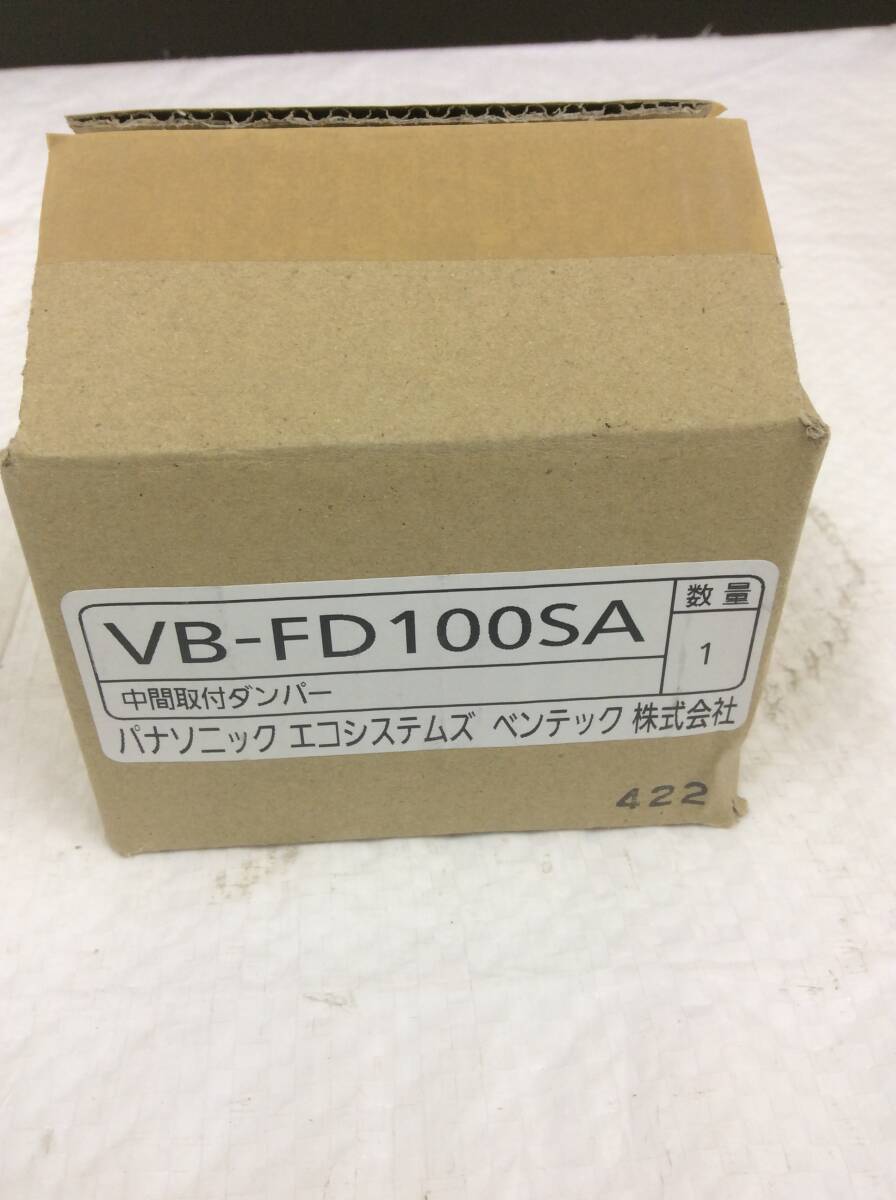 VB-FD100SA
数量
1
中間取付ダンパー
パナソニック エコシステムズ ベンテック 株式会社
422